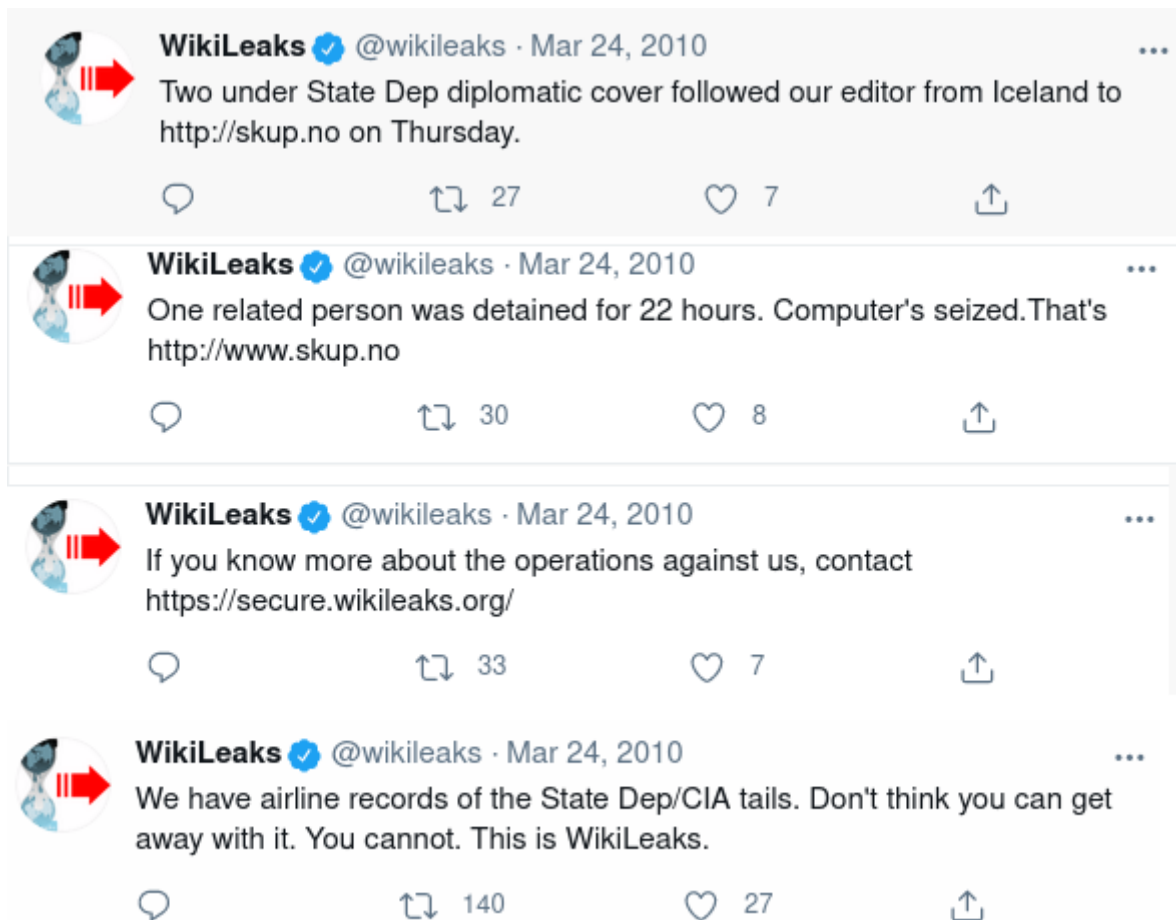 WikiLeaks @wikileaks · Mar 24, 2010
Two under State Dep diplomatic cover followed our editor from Iceland to
http://skup.no on Thursday.
27 7
WikiLeaks @wikileaks · Mar 24, 2010
One related person was detained for 22 hours. Computer's seized.That's
http://www.skup.no
30 8
WikiLeaks @wikileaks · Mar 24, 2010
If you know more about the operations against us, contact
https://secure.wikileaks.org/
33 7
WikiLeaks @wikileaks · Mar 24, 2010
We have airline records of the State Dep/CIA tails. Don't think you can get
away with it. You cannot. This is WikiLeaks.
140 27